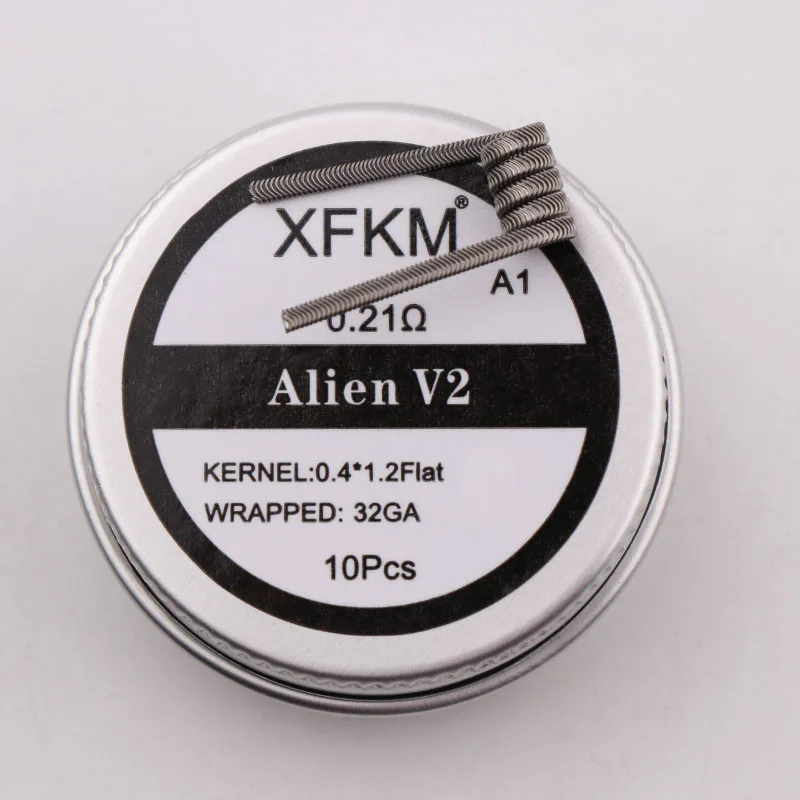 XFKM®
A1
0.21Ω
Alien V2
KERNEL:0.4*1.2Flat
WRAPPED: 32GA
10Pcs